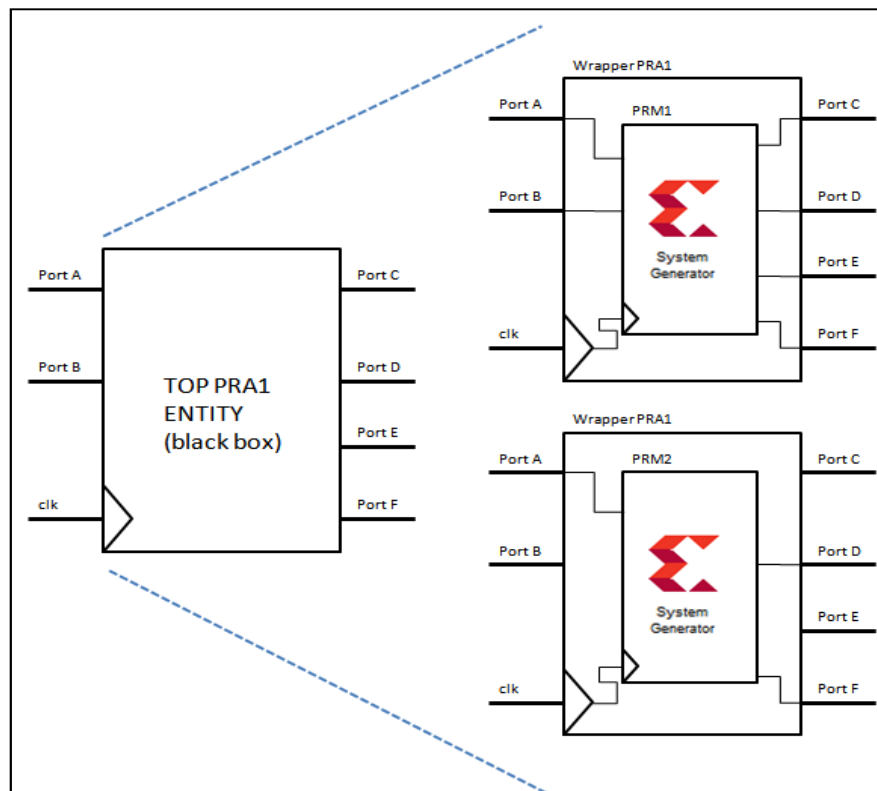 Port A
Port B
clk
TOP PRA1
ENTITY
(black box)
Port C
Port D
Port E
Port F
Wrapper PRA1
Port A
Port B
clk
PRM1
System
Generator
Port C
Port D
Port E
Port F
Wrapper PRA1
Port A
Port B
clk
PRM2
System
Generator
Port C
Port D
Port E
Port F